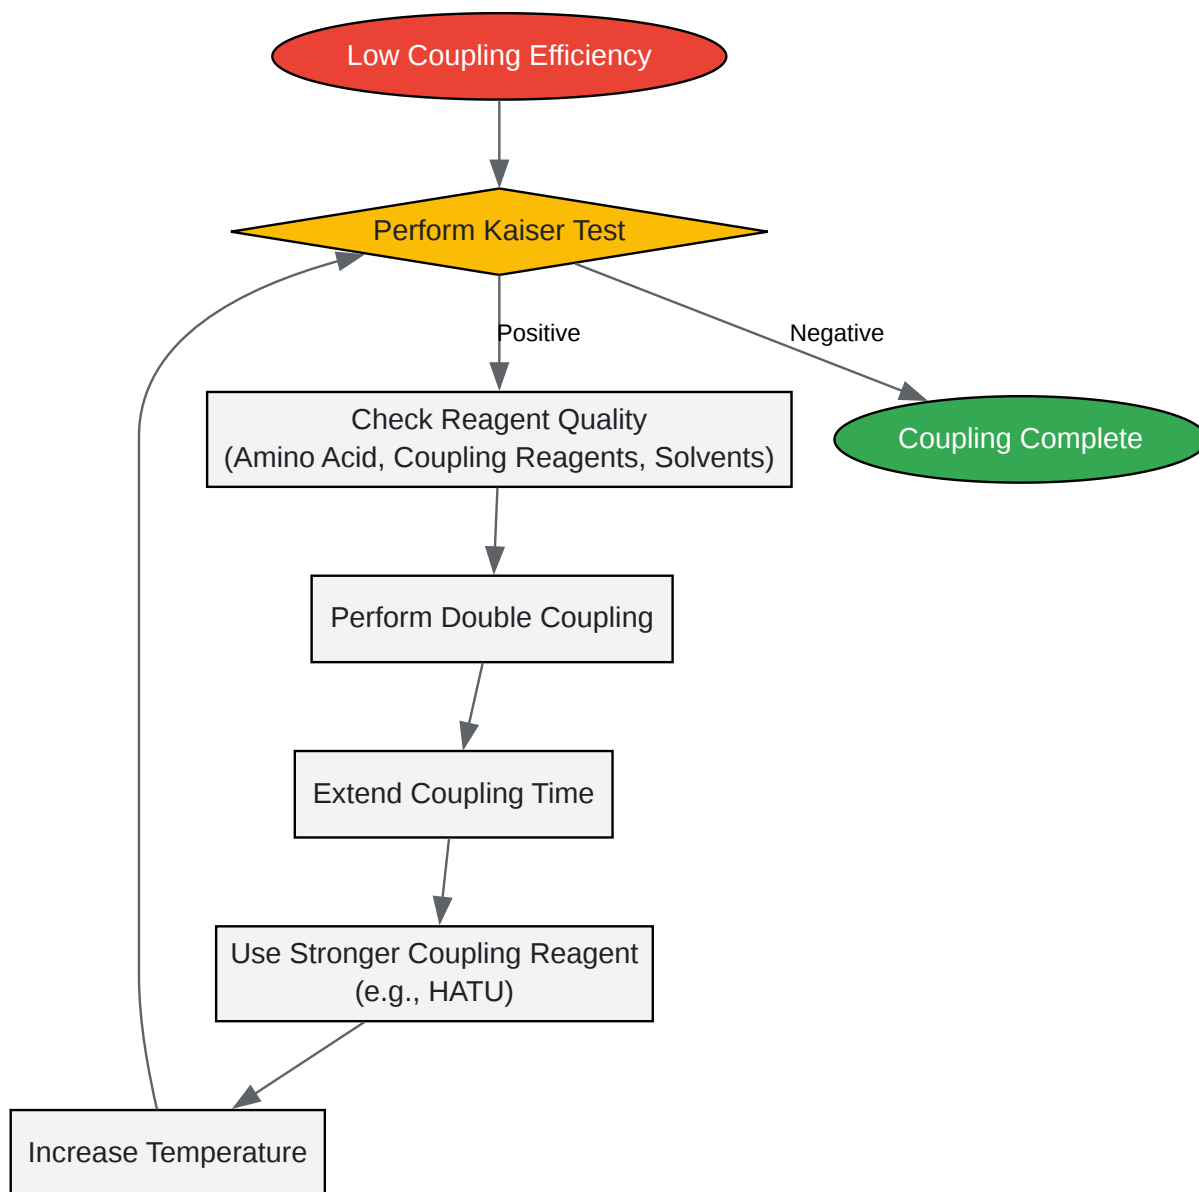 Low Coupling Efficiency
Perform Kaiser Test
Positive
Negative
Check Reagent Quality
(Amino Acid, Coupling Reagents, Solvents)
Coupling Complete
Perform Double Coupling
Extend Coupling Time
Use Stronger Coupling Reagent
(e.g., HATU)
Increase Temperature